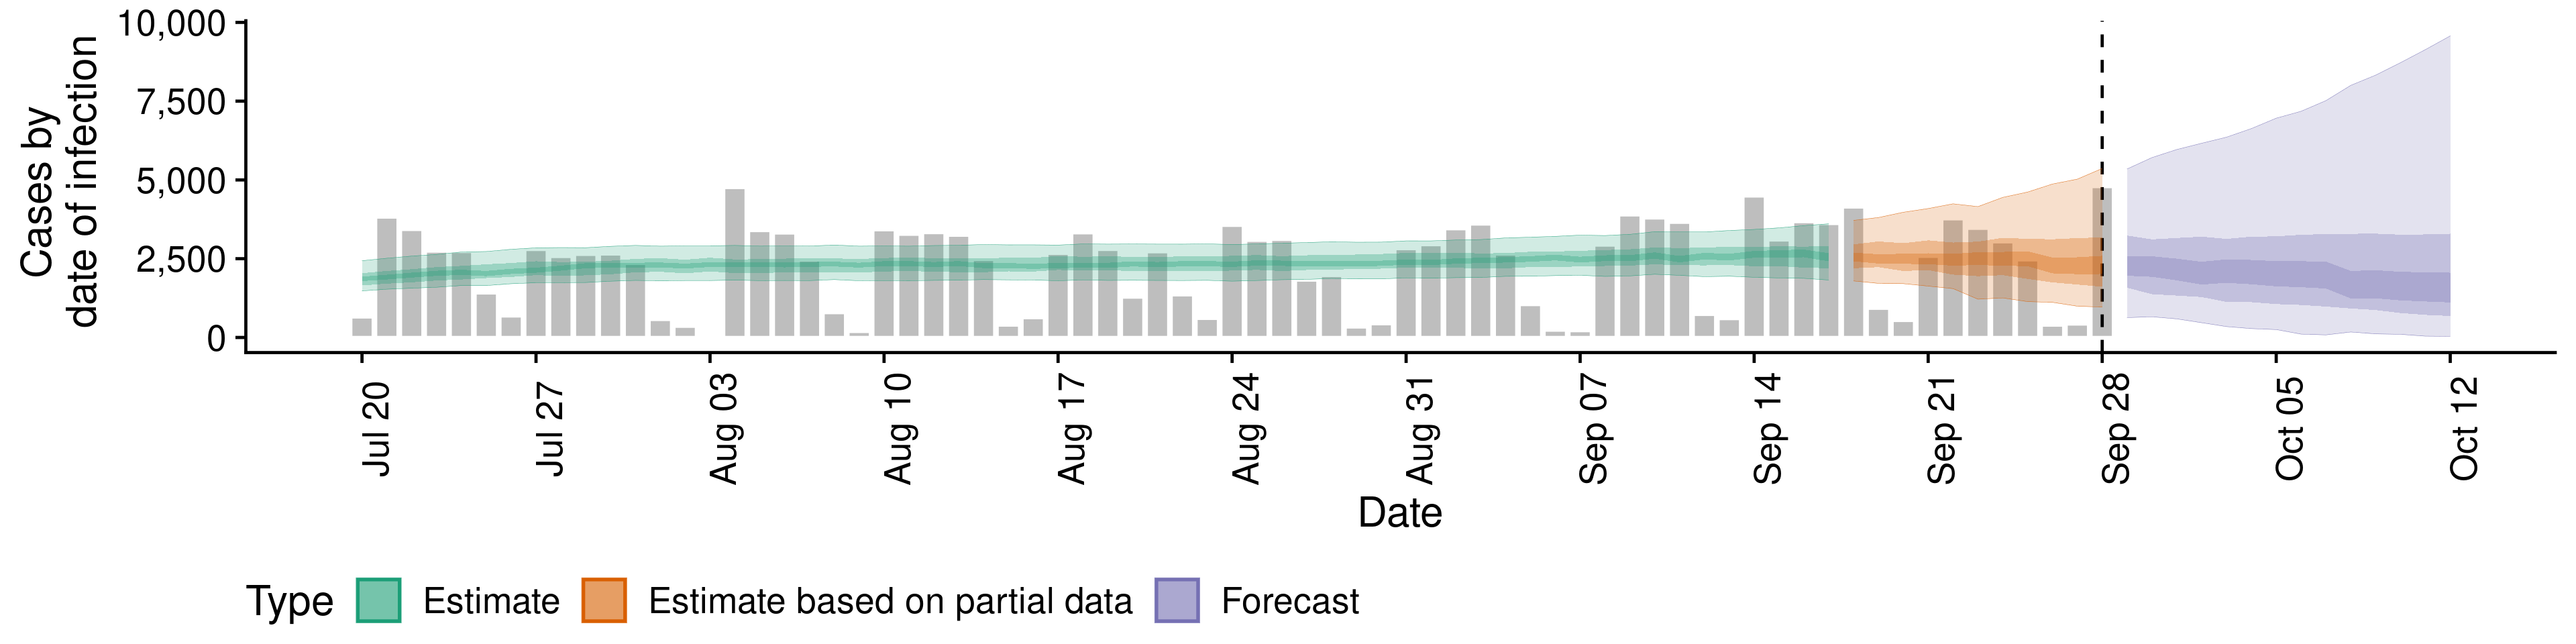 Cases by
date of infection
10,000
7,500
5,000
2,500
0
Jul 20
Jul 27
Aug 03
Aug 10
Aug 17
Aug 24
Aug 31
Sep 07
Sep 14
Sep 21
Sep 28
Oct 05
Oct 12
Date
Type
Estimate
Estimate based on partial data
Forecast